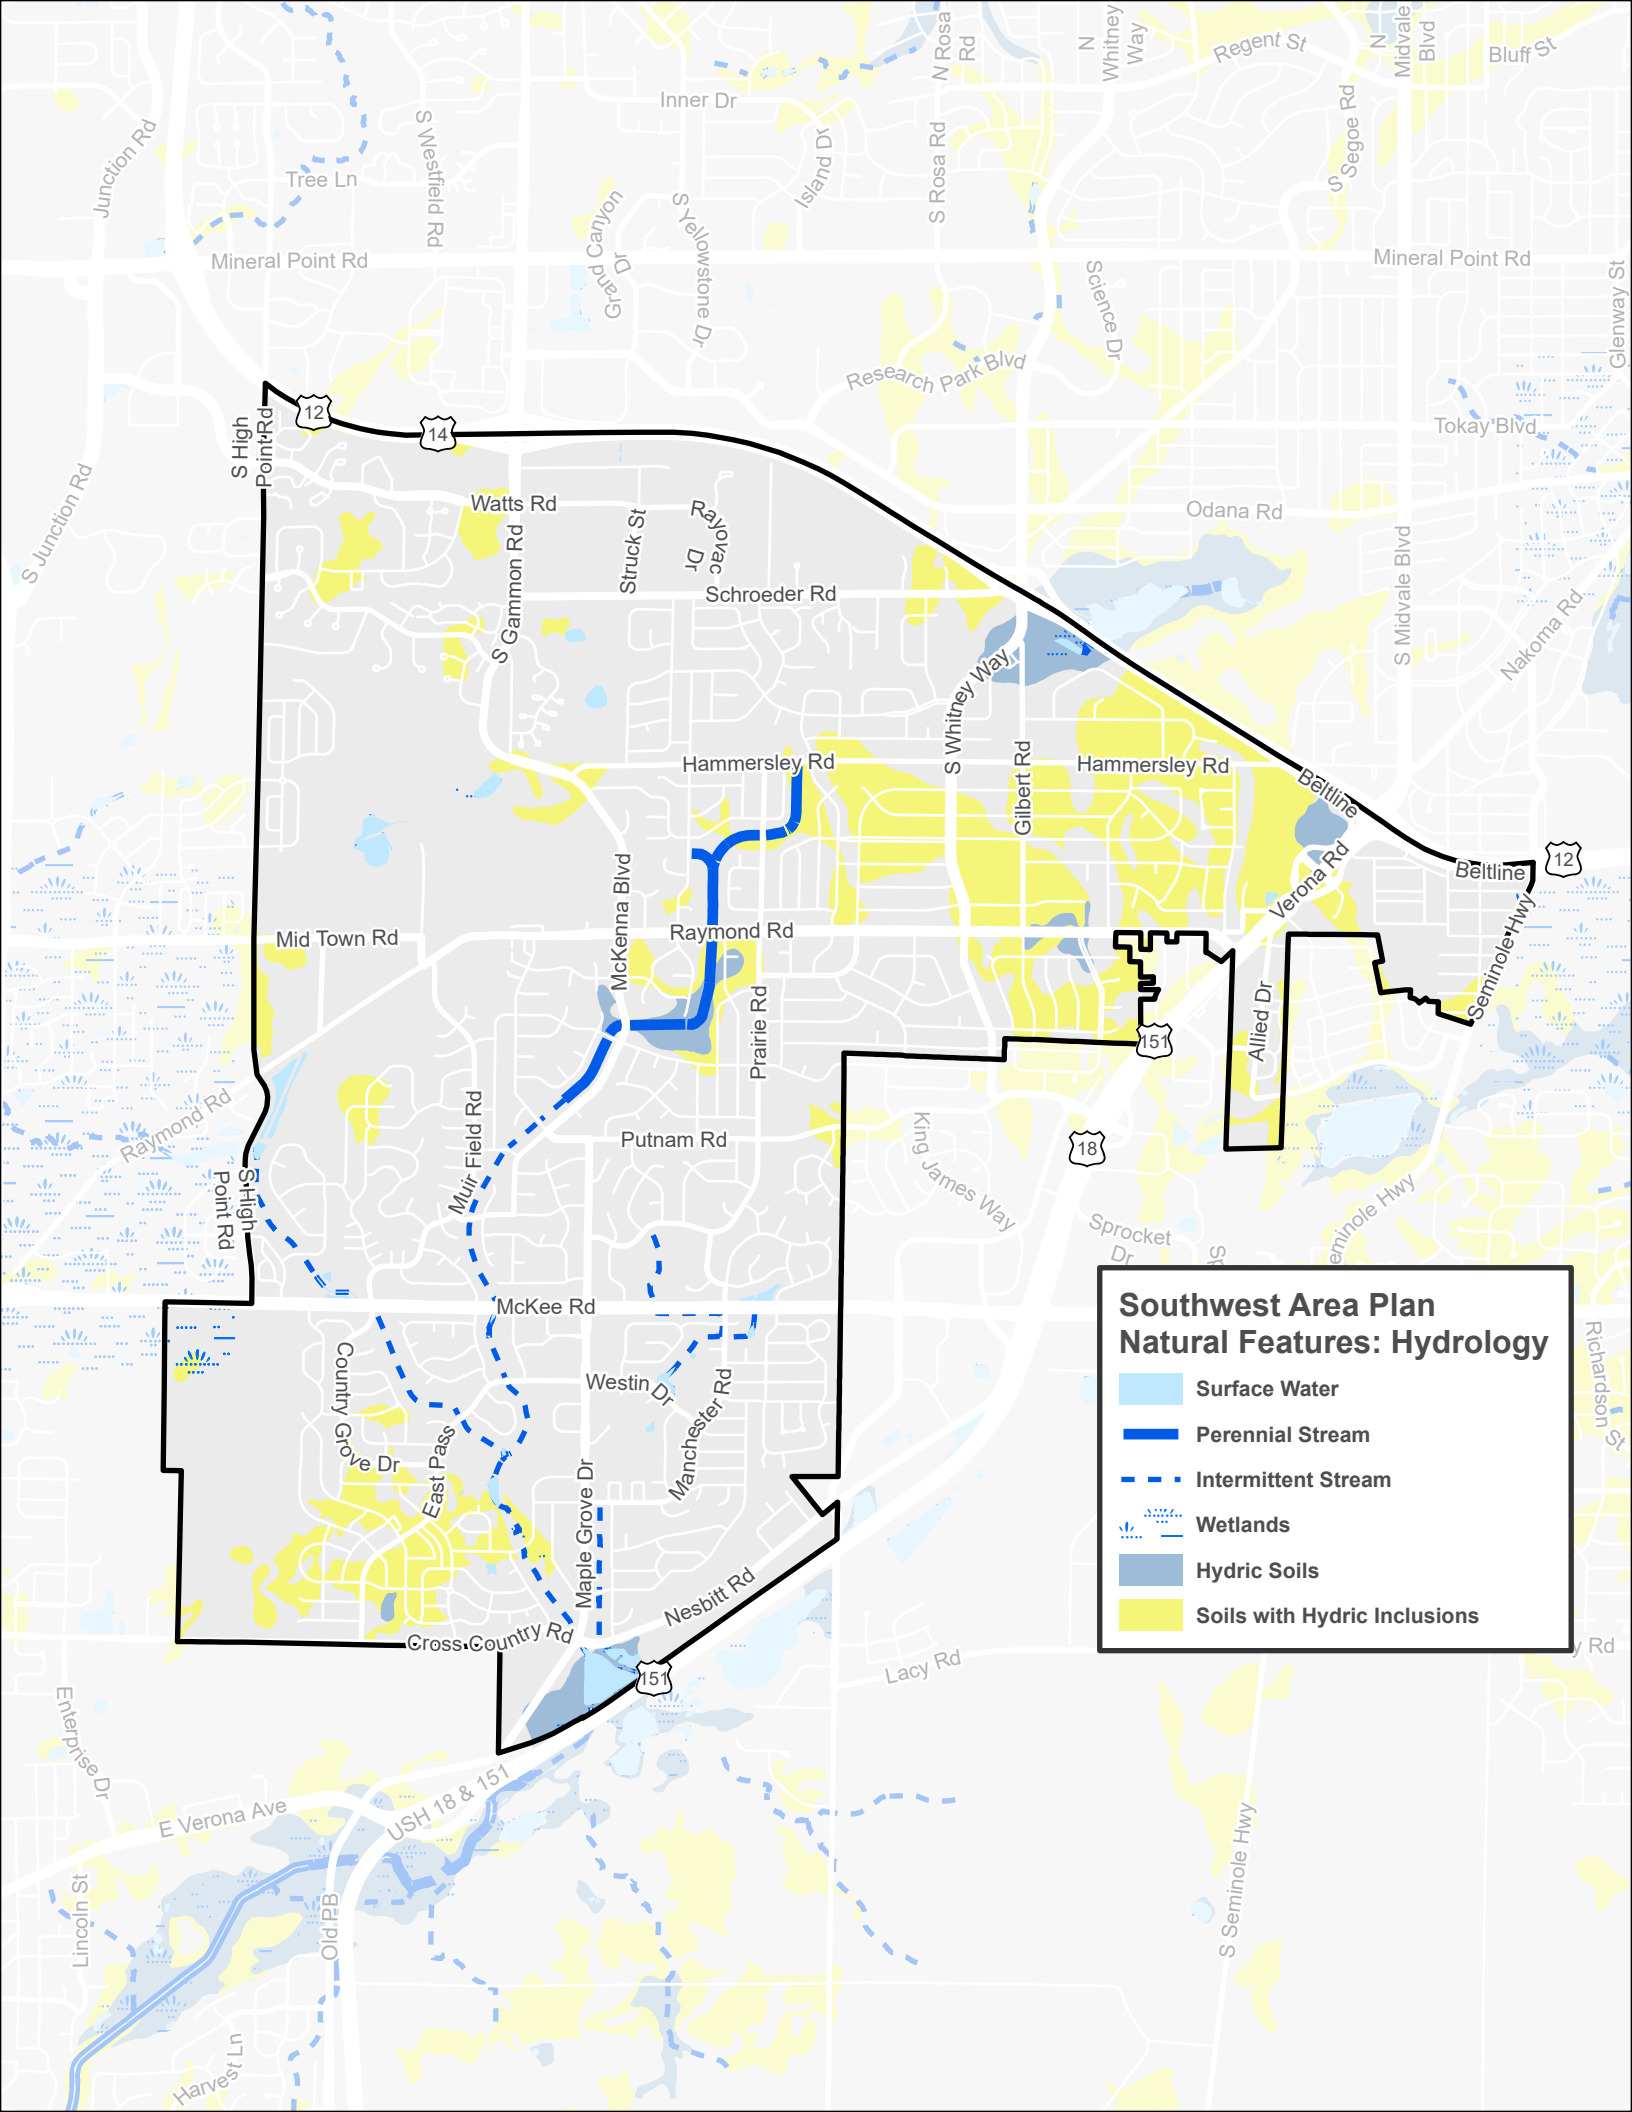 N Rosa
Rd
N
Whitney
Way
Regent St
N
Midvale
Blvd
Bluff St
Inner Dr
Junction Rd
S Westfield Rd
Island Dr
S Rosa Rd
S Segoe Rd
Tree Ln
Grand Canyon
Dr
S Yellowstone Dr
Mineral Point Rd
Mineral Point Rd
Science Dr
Glenway St
Research Park Blvd
12
14
S High
Point Rd
Tokay Blvd
S Junction Rd
Watts Rd
Rayovac
Dr
Struck St
S Gammon Rd
Odana Rd
S Midvale Blvd
Schroeder Rd
Nakoma Rd
S Whitney Way
Hammersley Rd
Gilbert Rd
Hammersley Rd
Beltline
McKenna Blvd
Verona Rd
Beltline
12
Mid Town Rd
Raymond Rd
Seminole Hwy
Prairie Rd
Allied Dr
151
Raymond Rd
Muir Field Rd
Putnam Rd
King James Way
18
S High
Point Rd
Sprocket
Dr
Sp
eminole Hwy
McKee Rd
Southwest Area Plan
Natural Features: Hydrology
Surface Water
Perennial Stream
Intermittent Stream
Wetlands
Hydric Soils
Soils with Hydric Inclusions
Richardson St
Country Grove Dr
Westin Dr
Manchester Rd
East Pass
Maple Grove Dr
Nesbitt Rd
Cross Country Rd
151
Lacy Rd
y Rd
Enterprise Dr
E Verona Ave
USH 18 & 151
Lincoln St
Old PB
S Seminole Hwy
Harvest Ln